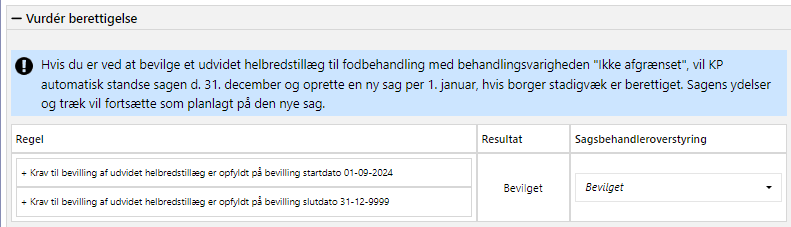 — Vurdér berettigelse
Hvis du er ved at bevilge et udvidet helbredstillæg til fodbehandling med behandlingsvarigheden "Ikke afgrænset", vil KP
automatisk standse sagen d. 31. december og oprette en ny sag per 1. januar, hvis borger stadigvæk er berettiget. Sagens ydelser
og træk vil fortsætte som planlagt på den nye sag.
Regel Resultat Sagsbehandleroverstyring
+ Krav til bevilling af udvidet helbredstillæg er opfyldt på bevilling startdato 01-09-2024
Bevilget Bevilget
+ Krav til bevilling af udvidet helbredstillæg er opfyldt på bevilling slutdato 31-12-9999